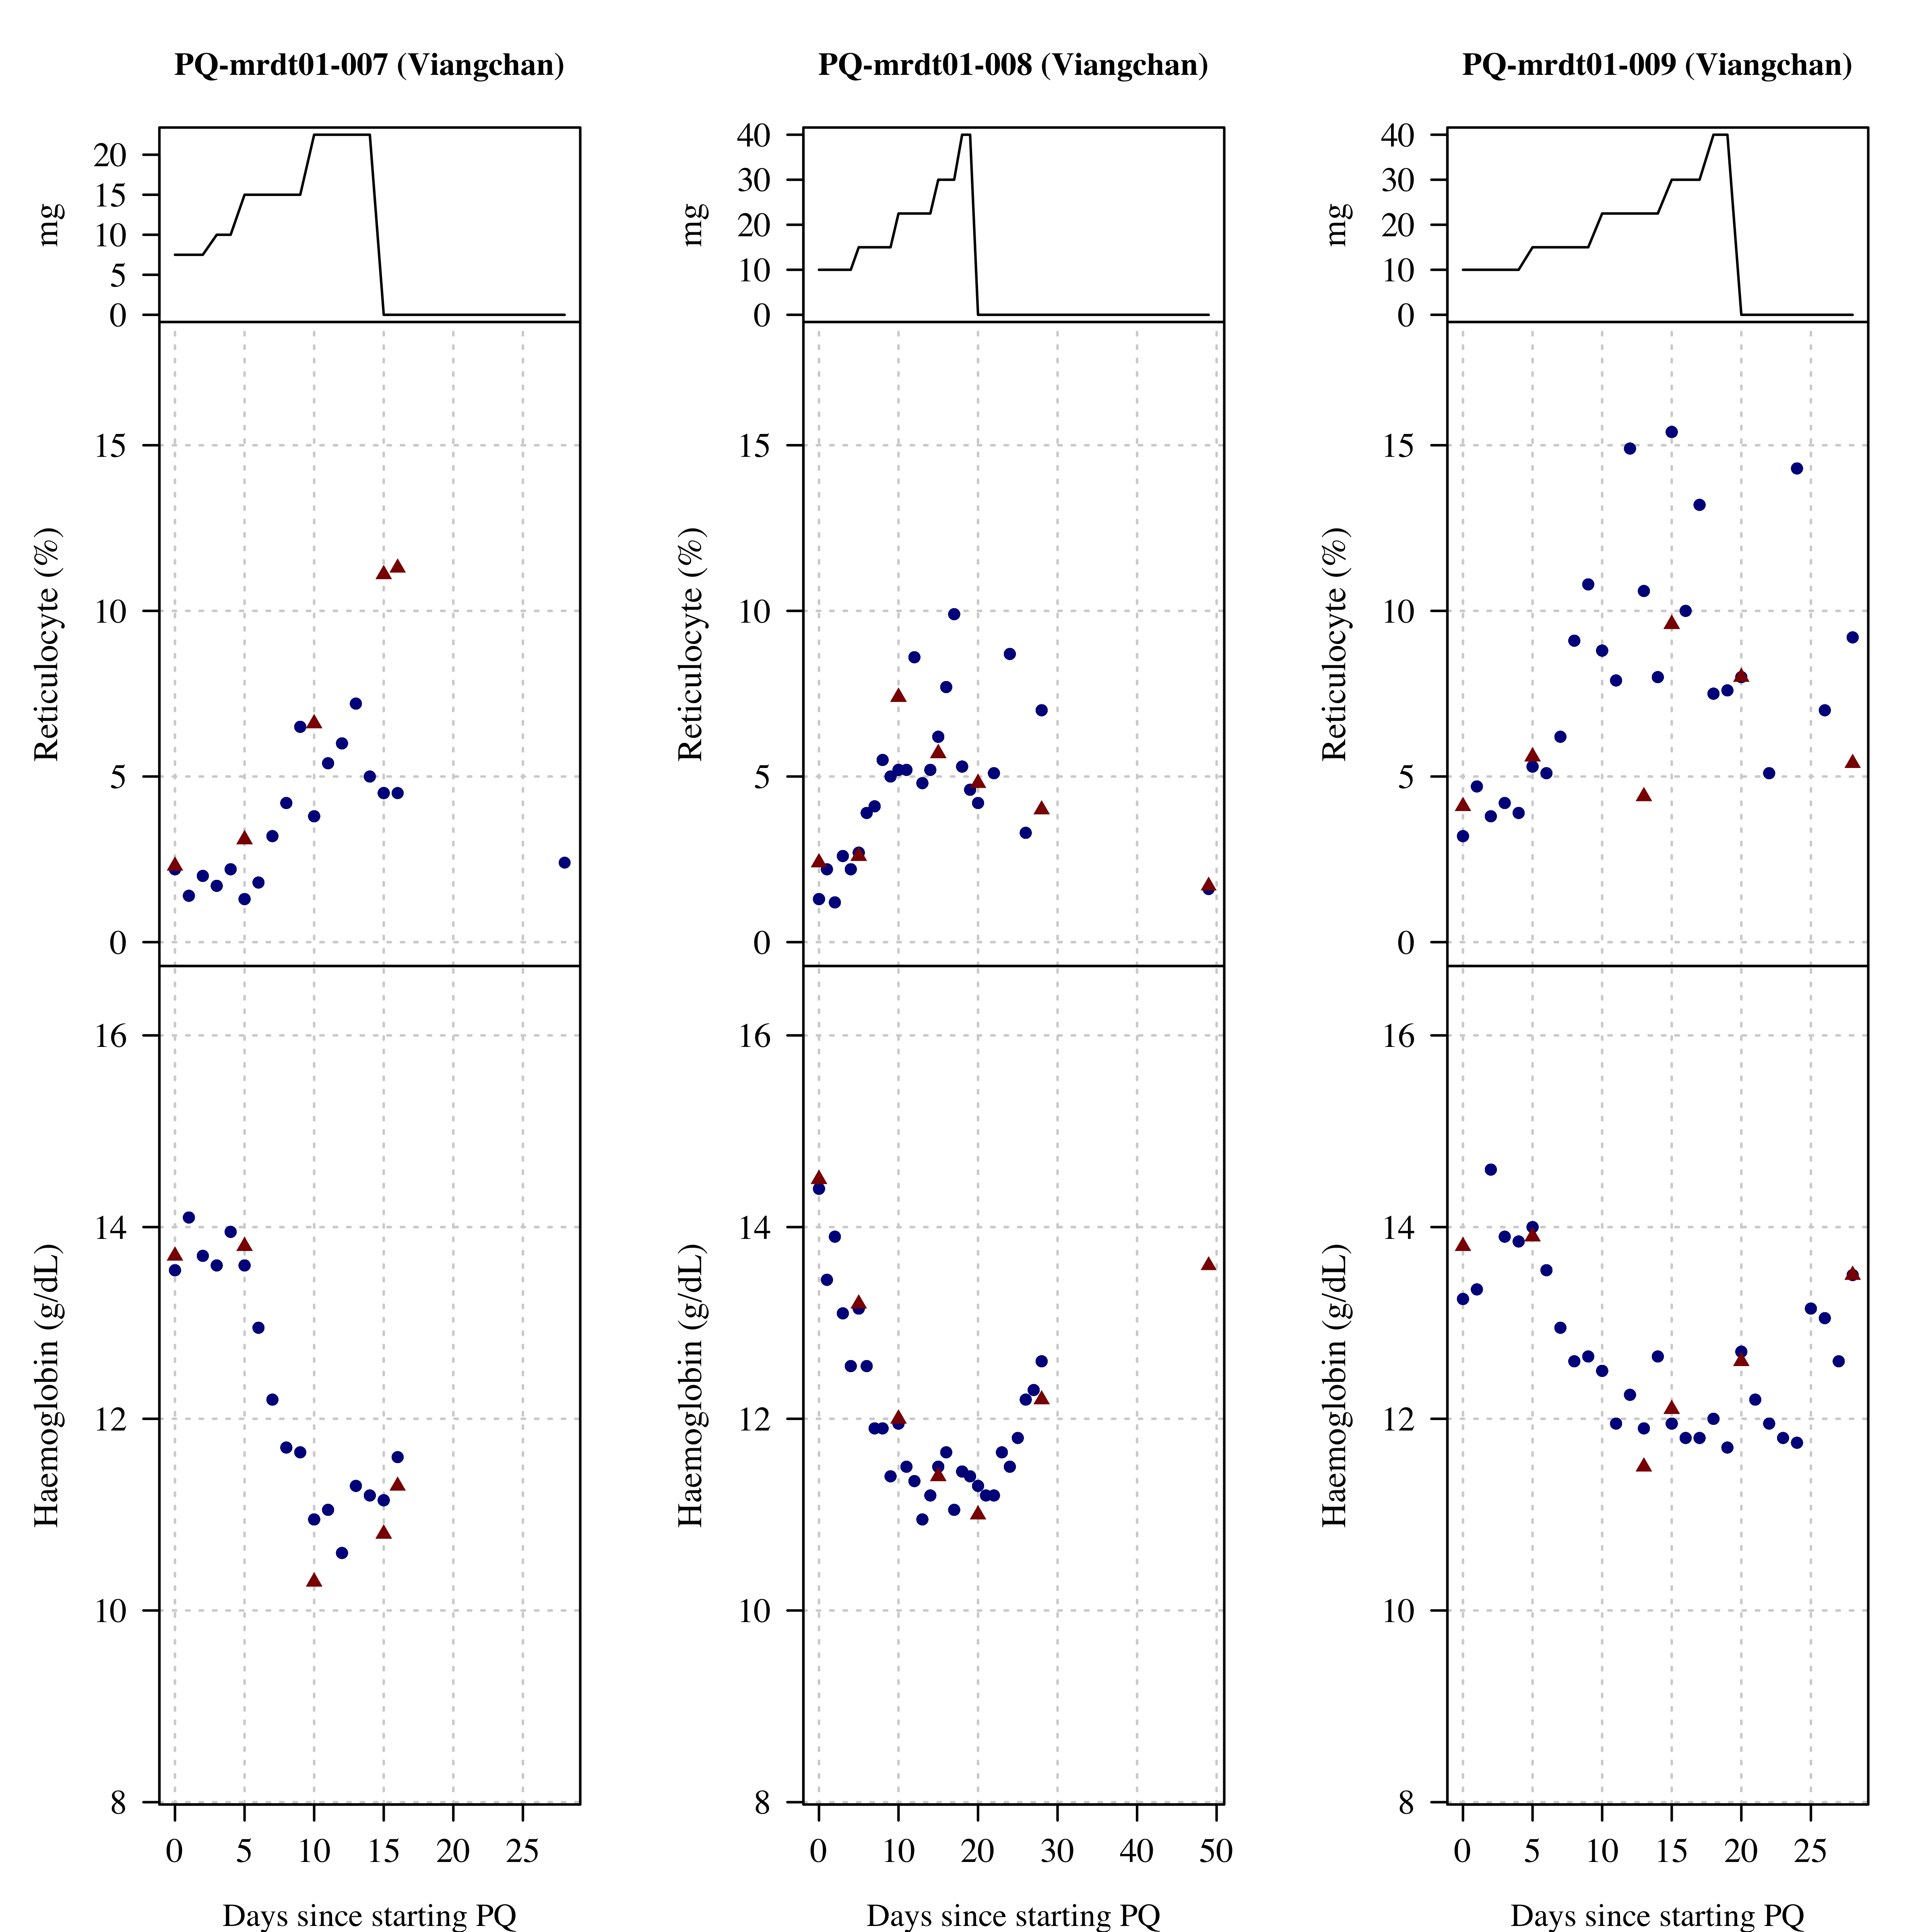 PQ-mrdt01-007 (Viangchan)
mg
20
15
10
5
0
Reticulocyte (%)
15
10
5
0
Haemoglobin (g/dL)
16
14
12
10
8
0 5 10 15 20 25
Days since starting PQ
PQ-mrdt01-008 (Viangchan)
mg
40
30
20
10
0
Reticulocyte (%)
15
10
5
0
Haemoglobin (g/dL)
16
14
12
10
8
0 10 20 30 40 50
Days since starting PQ
PQ-mrdt01-009 (Viangchan)
mg
40
30
20
10
0
Reticulocyte (%)
15
10
5
0
Haemoglobin (g/dL)
16
14
12
10
8
0 5 10 15 20 25
Days since starting PQ